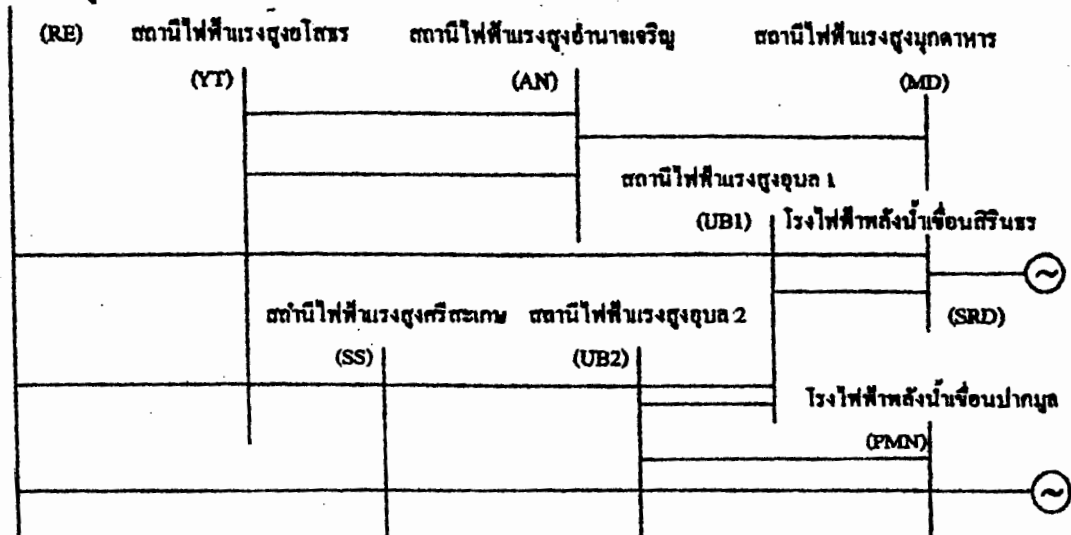 (RE) สถานีไฟฟ้าแรงสูงยโสธร สถานีไฟฟ้าแรงสูงอำนาจเจริญ สถานีไฟฟ้าแรงสูงมุกดาหาร
(YT) (AN) (MD)
สถานีไฟฟ้าแรงสูงอุบล 1
(UB1) โรงไฟฟ้าพลังน้ำเขื่อนสิรินธร
สถานีไฟฟ้าแรงสูงศรีสะเกษ สถานีไฟฟ้าแรงสูงอุบล 2 (SRD)
(SS) (UB2)
โรงไฟฟ้าพลังน้ำเขื่อนปากมูล
(PMN)